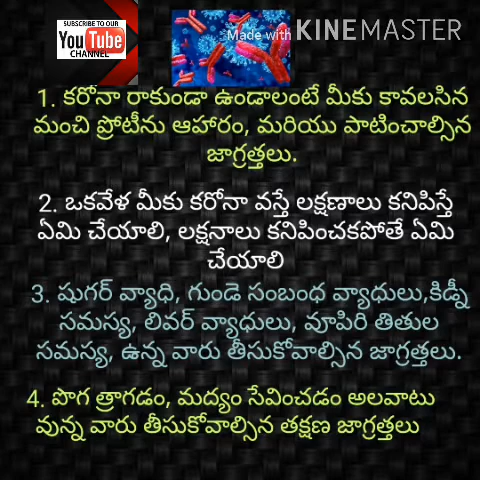 SUBSCRIBE TO OUR
YouTube
CHANNEL
Made with KINEMASTER
1. కరోనా రాకుండా ఉండాలంటే మీకు కావలసిన
మంచి ప్రోటీను ఆహారం, మరియు పాటించాల్సిన
జాగ్రత్తలు.
2. ఒకవేళ మీకు కరోనా వస్తే లక్షణాలు కనిపిస్తే
ఏమి చేయాలి, లక్షనాలు కనిపించకపోతే ఏమి
చేయాలి
3. షుగర్ వ్యాధి, గుండె సంబంధ వ్యాధులు,కిడ్నీ
సమస్య, లివర్ వ్యాధులు, వూపిరి తితుల
సమస్య, ఉన్న వారు తీసుకోవాల్సిన జాగ్రత్తలు.
4. పొగ త్రాగడం, మద్యం సేవించడం అలవాటు
వున్న వారు తీసుకోవాల్సిన తక్షణ జాగ్రత్తలు